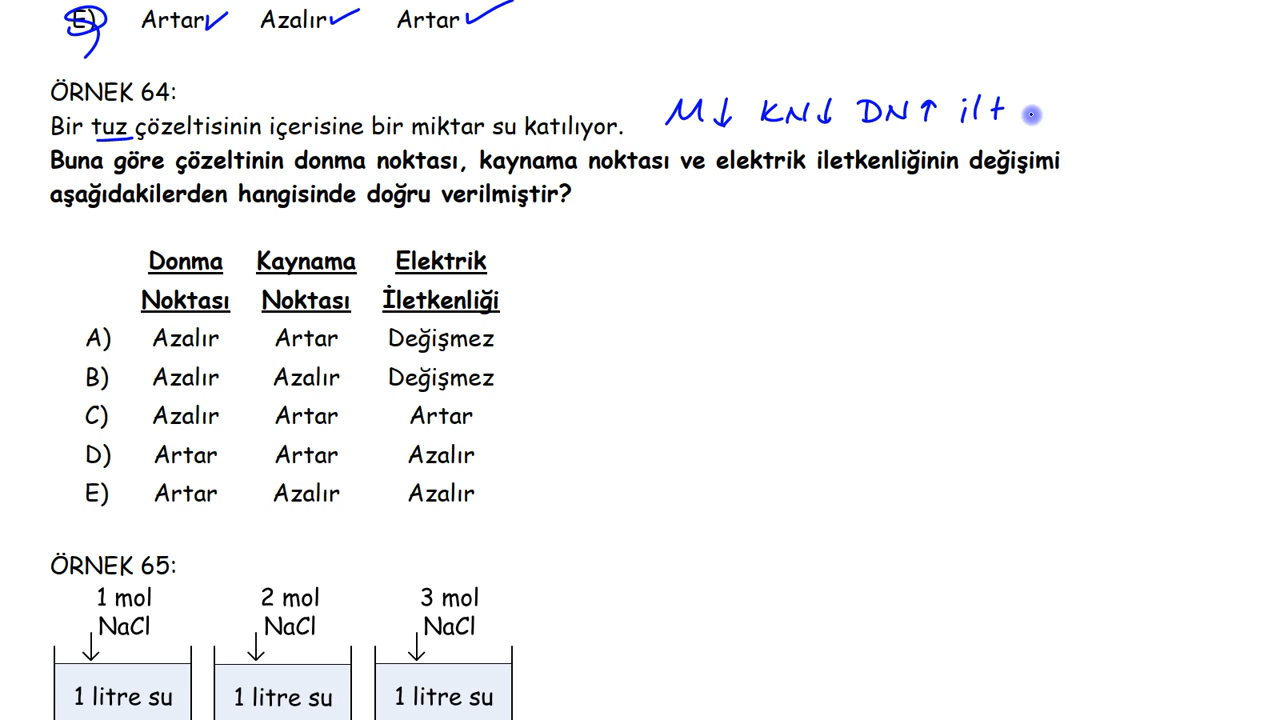 E) Artar✓ Azalır✓ Artar✓
ÖRNEK 64:
Bir tuz çözeltisinin içerisine bir miktar su katılıyor. M↓ KN↓ DN↑ ilt
Buna göre çözeltinin donma noktası, kaynama noktası ve elektrik iletkenliğinin değişimi
aşağıdakilerden hangisinde doğru verilmiştir?
Donma Kaynama Elektrik
Noktası Noktası İletkenliği
A) Azalır Artar Değişmez
B) Azalır Azalır Değişmez
C) Azalır Artar Artar
D) Artar Artar Azalır
E) Artar Azalır Azalır
ÖRNEK 65:
1 mol 2 mol 3 mol
NaCl NaCl NaCl
1 litre su 1 litre su 1 litre su